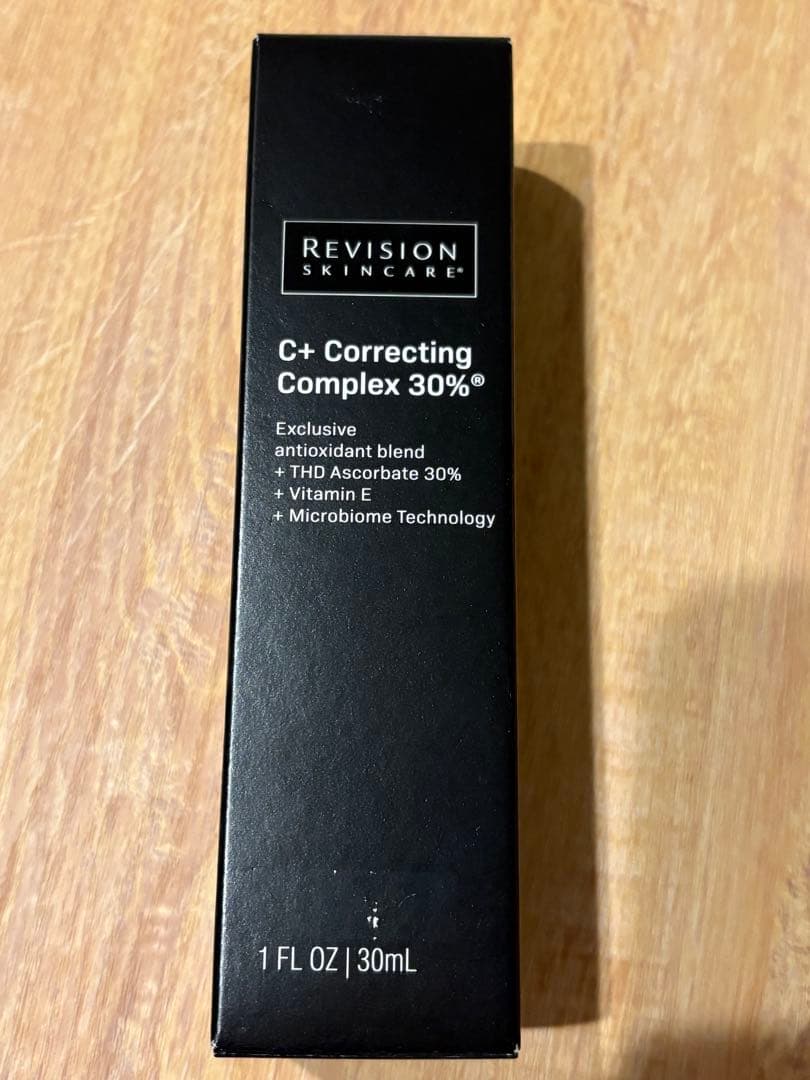 REVISION
SKINCARE®
C+ Correcting
Complex 30%®
Exclusive
antioxidant blend
+ THD Ascorbate 30%
+ Vitamin E
+ Microbiome Technology
1 FL OZ | 30mL